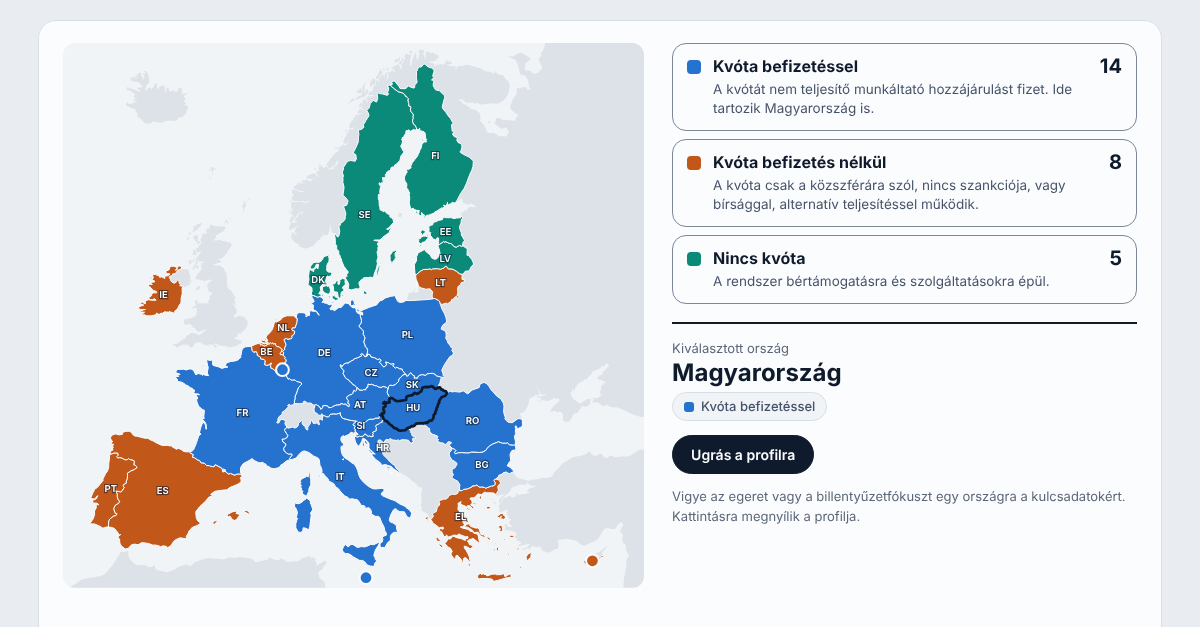 FI
SE
EE
LV
DK
LT
IE
NL
BE
DE
PL
CZ
SK
AT
HU
FR
SI
RO
HR
BG
IT
PT
ES
EL
Kvóta befizetéssel
14
A kvótát nem teljesítő munkáltató hozzájárulást fizet. Ide
tartozik Magyarország is.
Kvóta befizetés nélkül
8
A kvóta csak a közszférára szól, nincs szankciója, vagy
bírsággal, alternatív teljesítéssel működik.
Nincs kvóta
5
A rendszer bértámogatásra és szolgáltatásokra épül.
Kiválasztott ország
Magyarország
Kvóta befizetéssel
Ugrás a profilra
Vigye az egeret vagy a billentyűzetfókuszt egy országra a kulcsadatokért.
Kattintásra megnyílik a profilja.